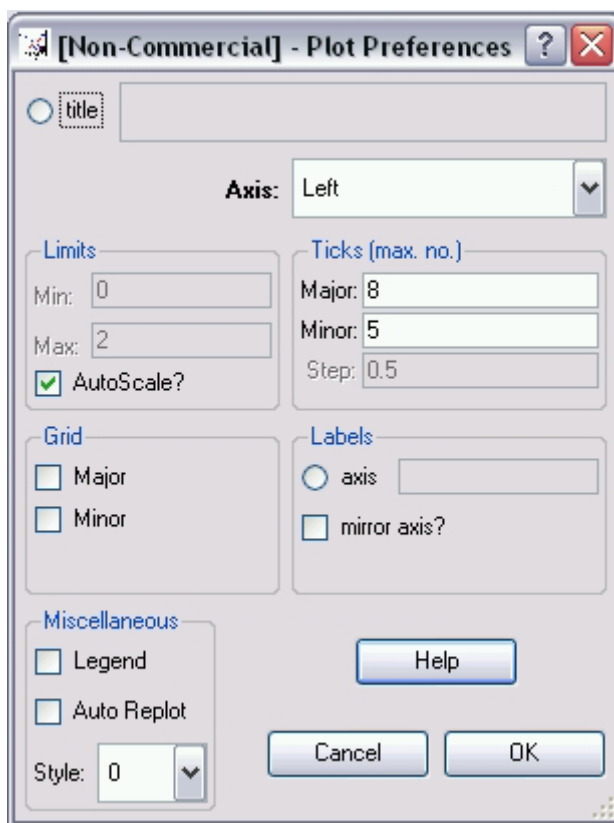 [Non-Commercial] - Plot Preferences ?
title
Axis: Left
Limits
Min: 0
Max: 2
AutoScale?
Ticks (max. no.)
Major: 8
Minor: 5
Step: 0.5
Grid
Major
Minor
Labels
axis
mirror axis?
Miscellaneous
Legend
Auto Replot
Style: 0
Help
Cancel
OK